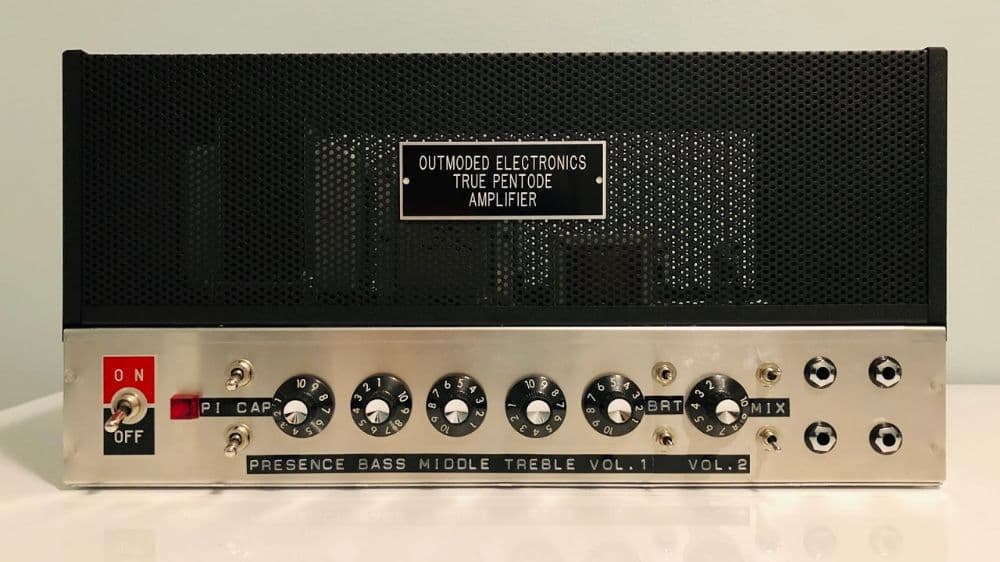 OUTMODED ELECTRONICS
TRUE PENTODE
AMPLIFIER
ON
OFF
PI CAP
BRT
MIX
PRESENCE BASS MIDDLE TREBLE VOL.1 VOL.2